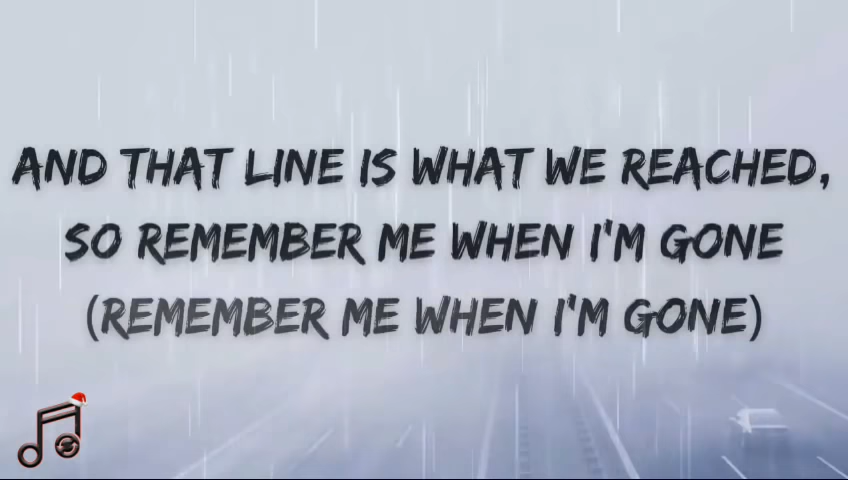 AND THAT LINE IS WHAT WE REACHED,
SO REMEMBER ME WHEN I'M GONE
(REMEMBER ME WHEN I'M GONE)